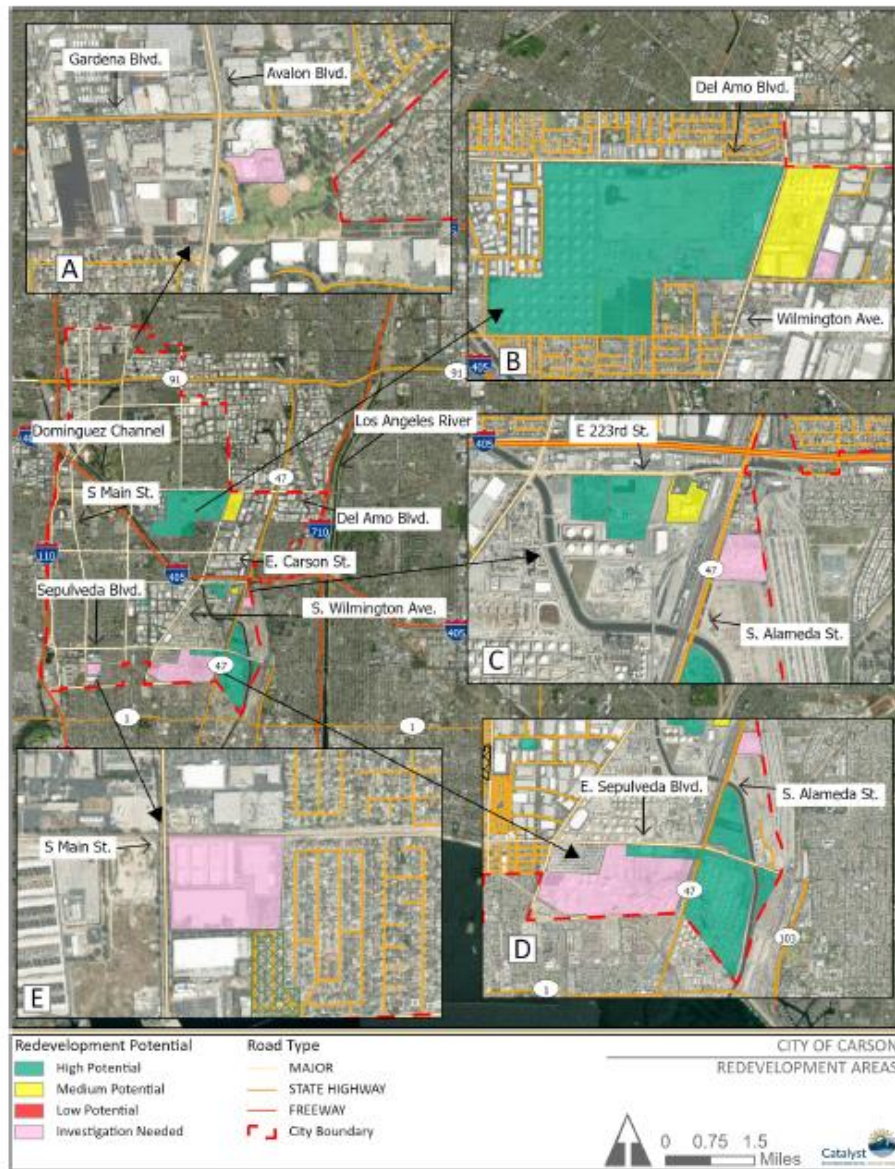 Gardena Blvd.
Avalon Blvd.
A
Del Amo Blvd.
Wilmington Ave.
B
405
91
91
Dominguez Channel
Los Angeles River
S Main St.
47
Del Amo Blvd.
710
110
E. Carson St.
405
Sepulveda Blvd.
S. Wilmington Ave.
405
47
1
1
405
E 223rd St.
47
S. Alameda St.
C
S. Alameda St.
E. Sepulveda Blvd.
47
D
103
1
S Main St.
E
Redevelopment Potential
High Potential
Medium Potential
Low Potential
Investigation Needed
Road Type
MAJOR
STATE HIGHWAY
FREEWAY
City Boundary
CITY OF CARSON
REDEVELOPMENT AREAS
0 0.75 1.5
Miles
Catalyst